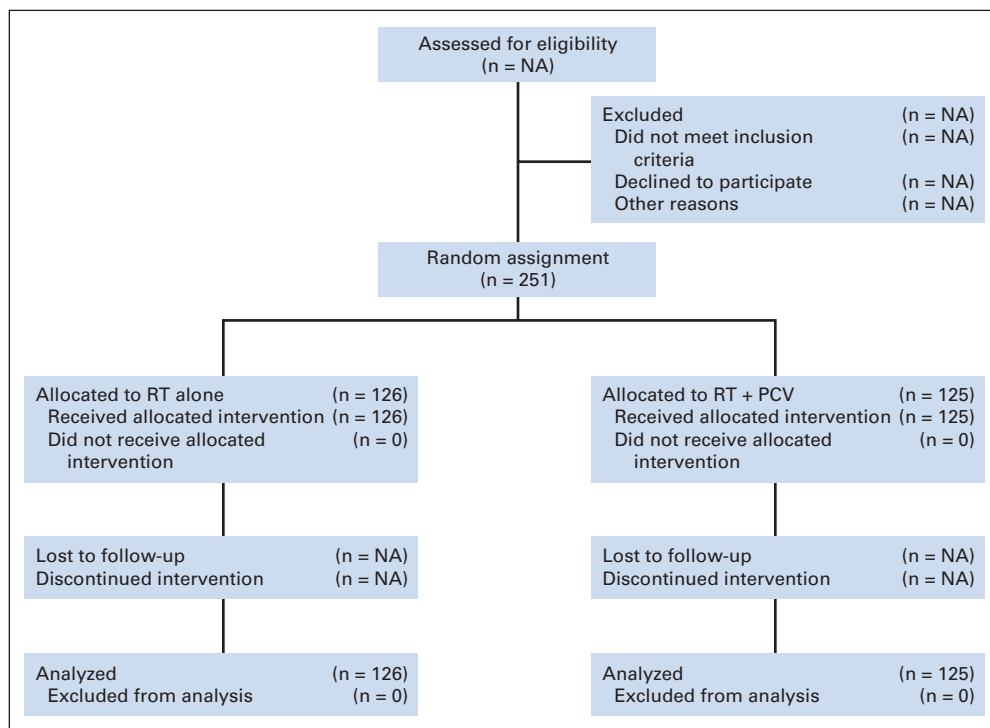 Assessed for eligibility
(n = NA)
Excluded (n = NA)
Did not meet inclusion (n = NA)
criteria
Declined to participate (n = NA)
Other reasons (n = NA)
Random assignment
(n = 251)
Allocated to RT alone (n = 126)
Received allocated intervention (n = 126)
Did not receive allocated (n = 0)
intervention
Allocated to RT + PCV (n = 125)
Received allocated intervention (n = 125)
Did not receive allocated (n = 0)
intervention
Lost to follow-up (n = NA)
Discontinued intervention (n = NA)
Lost to follow-up (n = NA)
Discontinued intervention (n = NA)
Analyzed (n = 126)
Excluded from analysis (n = 0)
Analyzed (n = 125)
Excluded from analysis (n = 0)